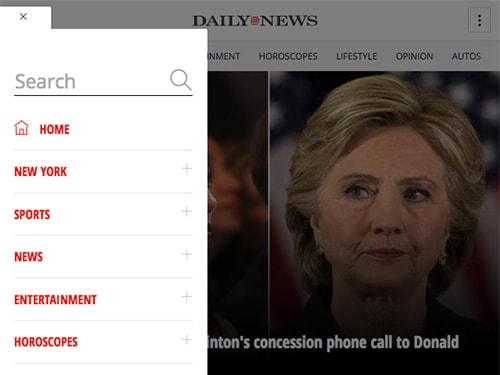 ×
DAILY NEWS
INMENT HOROSCOPES LIFESTYLE OPINION AUTOS
Search
HOME
NEW YORK +
SPORTS +
NEWS +
ENTERTAINMENT +
HOROSCOPES +
inton's concession phone call to Donald